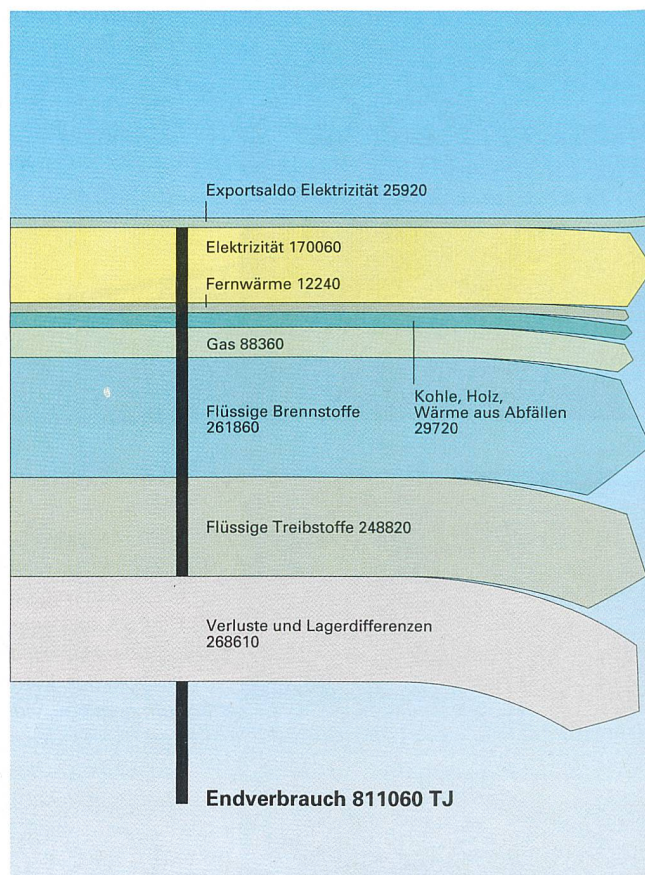 Exportsaldo Elektrizität 25920
Elektrizität 170060
Fernwärme 12240
Gas 88360
Kohle, Holz,
Wärme aus Abfällen
29720
Flüssige Brennstoffe
261860
Flüssige Treibstoffe 248820
Verluste und Lagerdifferenzen
268610
Endverbrauch 811060 TJ